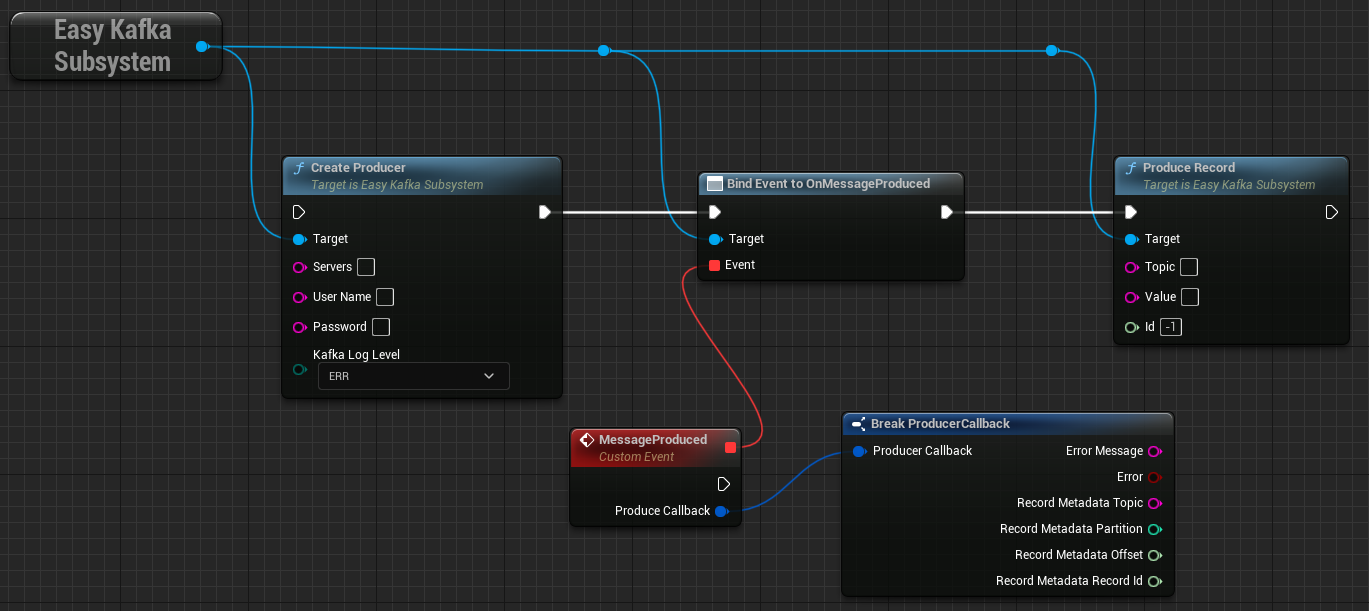 Easy Kafka
Subsystem
Create Producer
Target is Easy Kafka Subsystem
Target
Servers
User Name
Password
Kafka Log Level
ERR
Bind Event to OnMessageProduced
Target
Event
Produce Record
Target is Easy Kafka Subsystem
Target
Topic
Value
Id -1
MessageProduced
Custom Event
Produce Callback
Break ProducerCallback
Producer Callback
Error Message
Error
Record Metadata Topic
Record Metadata Partition
Record Metadata Offset
Record Metadata Record Id